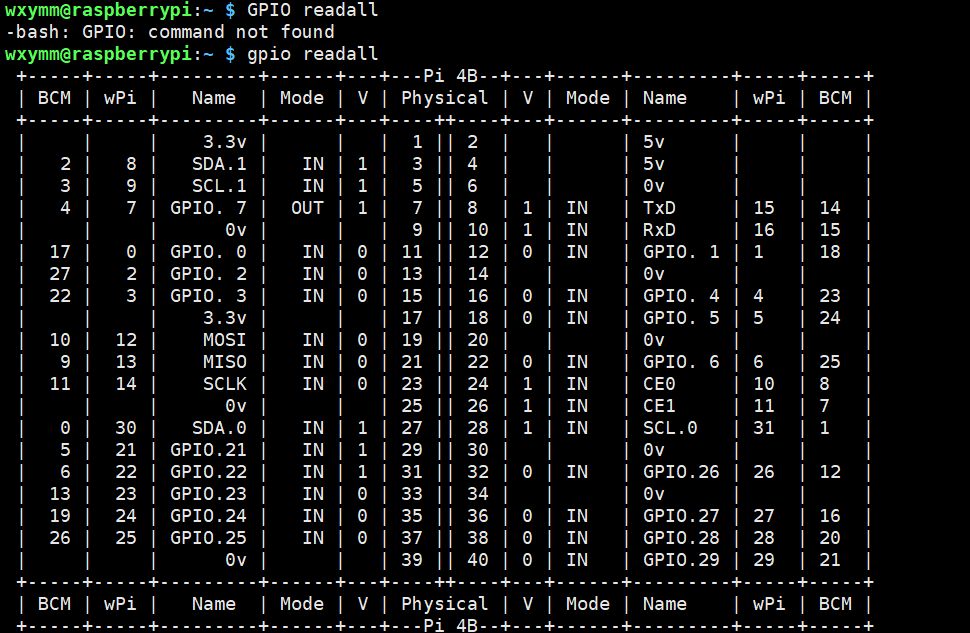 wxymm@raspberrypi:~ $ GPIO readall
-bash: GPIO: command not found
wxymm@raspberrypi:~ $ gpio readall
 +-----+-----+---------+------+---+---Pi 4B--+---+------+---------+-----+-----+
 | BCM | wPi |   Name  | Mode | V | Physical | V | Mode | Name    | wPi | BCM |
 +-----+-----+---------+------+---+----++----+---+------+---------+-----+-----+
 |     |     |    3.3v |      |   |  1 || 2  |   |      | 5v      |     |     |
 |   2 |   8 |   SDA.1 |   IN | 1 |  3 || 4  |   |      | 5v      |     |     |
 |   3 |   9 |   SCL.1 |   IN | 1 |  5 || 6  |   |      | 0v      |     |     |
 |   4 |   7 | GPIO. 7 |  OUT | 1 |  7 || 8  | 1 | IN   | TxD     | 15  | 14  |
 |     |     |      0v |      |   |  9 || 10 | 1 | IN   | RxD     | 16  | 15  |
 |  17 |   0 | GPIO. 0 |   IN | 0 | 11 || 12 | 0 | IN   | GPIO. 1 | 1   | 18  |
 |  27 |   2 | GPIO. 2 |   IN | 0 | 13 || 14 |   |      | 0v      |     |     |
 |  22 |   3 | GPIO. 3 |   IN | 0 | 15 || 16 | 0 | IN   | GPIO. 4 | 4   | 23  |
 |     |     |    3.3v |      |   | 17 || 18 | 0 | IN   | GPIO. 5 | 5   | 24  |
 |  10 |  12 |    MOSI |   IN | 0 | 19 || 20 |   |      | 0v      |     |     |
 |   9 |  13 |    MISO |   IN | 0 | 21 || 22 | 0 | IN   | GPIO. 6 | 6   | 25  |
 |  11 |  14 |    SCLK |   IN | 0 | 23 || 24 | 1 | IN   | CE0     | 10  | 8   |
 |     |     |      0v |      |   | 25 || 26 | 1 | IN   | CE1     | 11  | 7   |
 |   0 |  30 |   SDA.0 |   IN | 1 | 27 || 28 | 1 | IN   | SCL.0   | 31  | 1   |
 |   5 |  21 | GPIO.21 |   IN | 1 | 29 || 30 |   |      | 0v      |     |     |
 |   6 |  22 | GPIO.22 |   IN | 1 | 31 || 32 | 0 | IN   | GPIO.26 | 26  | 12  |
 |  13 |  23 | GPIO.23 |   IN | 0 | 33 || 34 |   |      | 0v      |     |     |
 |  19 |  24 | GPIO.24 |   IN | 0 | 35 || 36 | 0 | IN   | GPIO.27 | 27  | 16  |
 |  26 |  25 | GPIO.25 |   IN | 0 | 37 || 38 | 0 | IN   | GPIO.28 | 28  | 20  |
 |     |     |      0v |      |   | 39 || 40 | 0 | IN   | GPIO.29 | 29  | 21  |
 +-----+-----+---------+------+---+----++----+---+------+---------+-----+-----+
 | BCM | wPi |   Name  | Mode | V | Physical | V | Mode | Name    | wPi | BCM |
 +-----+-----+---------+------+---+---Pi 4B--+---+------+---------+-----+-----+